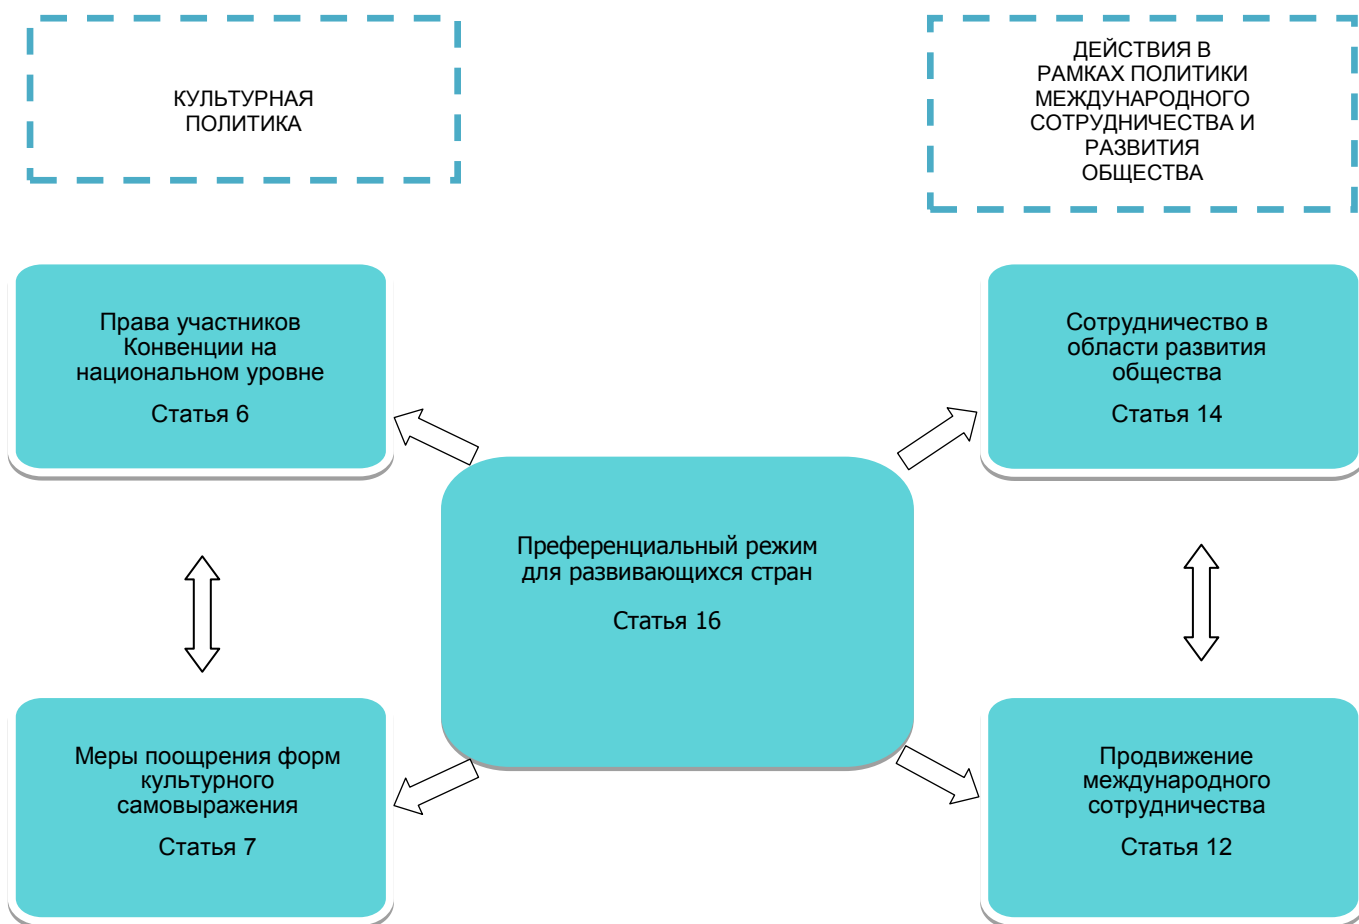 КУЛЬТУРНАЯ
ПОЛИТИКА
ДЕЙСТВИЯ В
РАМКАХ ПОЛИТИКИ
МЕЖДУНАРОДНОГО
СОТРУДНИЧЕСТВА И
РАЗВИТИЯ
ОБЩЕСТВА
Права участников
Конвенции на
национальном уровне
Статья 6
Сотрудничество в
области развития
общества
Статья 14
Преференциальный режим
для развивающихся стран
Статья 16
Меры поощрения форм
культурного
самовыражения
Статья 7
Продвижение
международного
сотрудничества
Статья 12